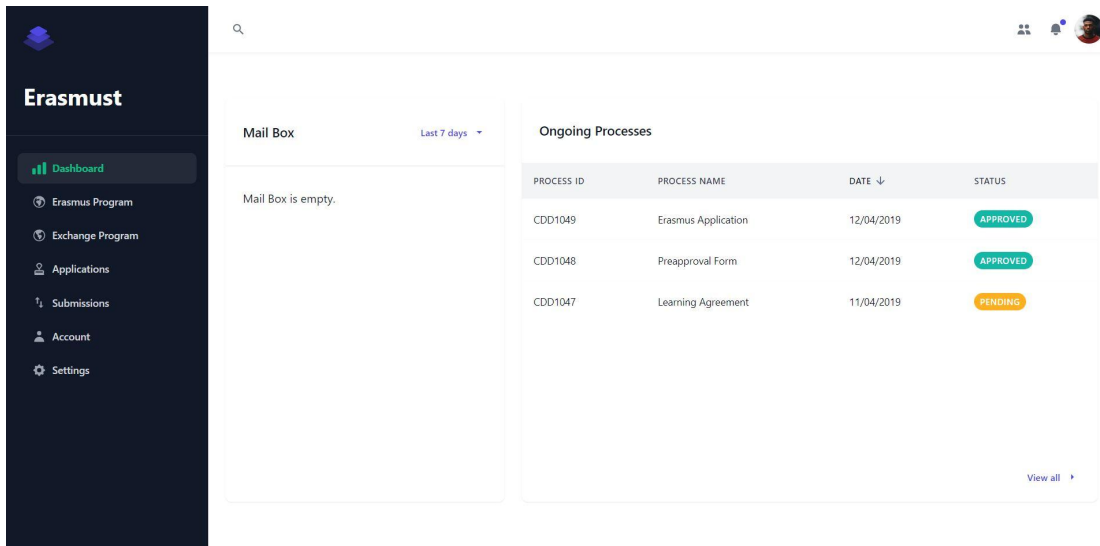 Erasmust
Dashboard
Erasmus Program
Exchange Program
Applications
Submissions
Account
Settings
Mail Box
Last 7 days
Mail Box is empty.
Ongoing Processes
PROCESS ID PROCESS NAME DATE STATUS
CDD1049 Erasmus Application 12/04/2019 APPROVED
CDD1048 Preapproval Form 12/04/2019 APPROVED
CDD1047 Learning Agreement 11/04/2019 PENDING
View all